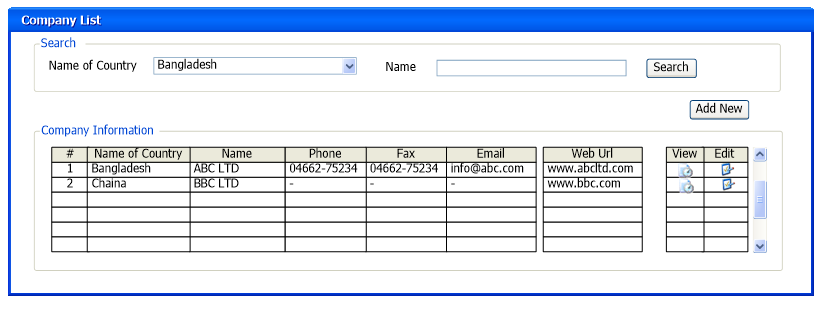 Company List
Search
Name of Country Bangladesh Name Search
Add New
Company Information
# Name of Country Name Phone Fax Email Web Url View Edit
1 Bangladesh ABC LTD 04662-75234 04662-75234 info@abc.com www.abcltd.com
2 Chaina BBC LTD - - - www.bbc.com